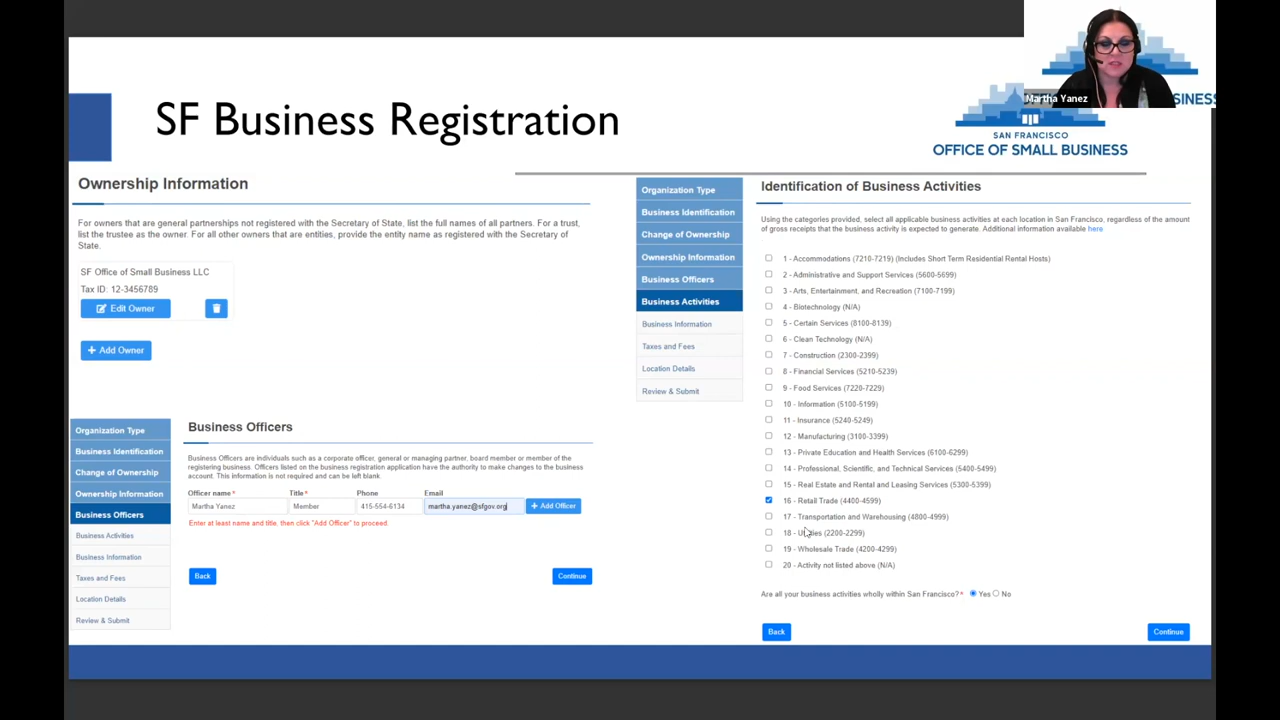 Martha Yanez
INESS
SAN FRANCISCO
OFFICE OF SMALL BUSINESS
SF Business Registration
Ownership Information
For owners that are general partnerships not registered with the Secretary of State, list the full names of all partners. For a trust,
list the trustee as the owner. For all other owners that are entities, provide the entity name as registered with the Secretary of
State.
SF Office of Small Business LLC
Tax ID: 12-3456789
Edit Owner
+ Add Owner
Organization Type
Business Identification
Change of Ownership
Ownership Information
Business Officers
Business Activities
Business Information
Taxes and Fees
Location Details
Review & Submit
Business Officers
Business Officers are individuals such as a corporate officer, general or managing partner, board member or member of the
registering business. Officers listed on the business registration application have the authority to make changes to the business
account. This information is not required and can be left blank
Officer name* Title* Phone Email
Martha Yanez Member 415-554-6134 martha.yanez@sfgov.org + Add Officer
Enter at least name and title, then click "Add Officer" to proceed.
Back Continue
Organization Type
Business Identification
Change of Ownership
Ownership Information
Business Officers
Business Activities
Business Information
Taxes and Fees
Location Details
Review & Submit
Identification of Business Activities
Using the categories provided, select all applicable business activities at each location in San Francisco, regardless of the amount
of gross receipts that the business activity is expected to generate. Additional information available here
1 - Accommodations (7210-7219) (Includes Short Term Residential Rental Hosts)
2 - Administrative and Support Services (5600-5699)
3 - Arts, Entertainment, and Recreation (7100-7199)
4 - Biotechnology (N/A)
5 - Certain Services (8100-8139)
6 - Clean Technology (N/A)
7 - Construction (2300-2399)
8 - Financial Services (5210-5239)
9 - Food Services (7220-7229)
10 - Information (5100-5199)
11 - Insurance (5240-5249)
12 - Manufacturing (3100-3399)
13 - Private Education and Health Services (6100-6299)
14 - Professional, Scientific, and Technical Services (5400-5499)
15 - Real Estate and Rental and Leasing Services (5300-5399)
16 - Retail Trade (4400-4599)
17 - Transportation and Warehousing (4800-4999)
18 - Utilities (2200-2299)
19 - Wholesale Trade (4200-4299)
20 - Activity not listed above (N/A)
Are all your business activities wholly within San Francisco?* Yes No
Back Continue